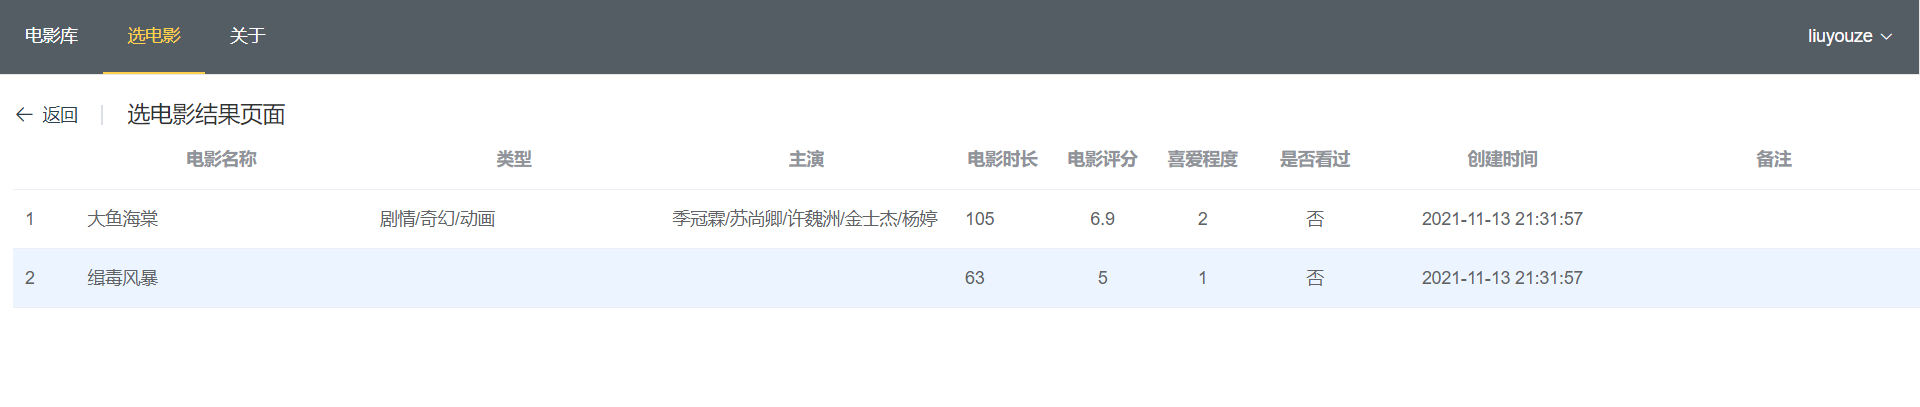 电影库 选电影 关于 liuyouze
返回 选电影结果页面
电影名称 类型 主演 电影时长 电影评分 喜爱程度 是否看过 创建时间 备注
1 大鱼海棠 剧情/奇幻/动画 季冠霖/苏尚卿/许魏洲/金士杰/杨婷 105 6.9 2 否 2021-11-13 21:31:57
2 缉毒风暴 63 5 1 否 2021-11-13 21:31:57